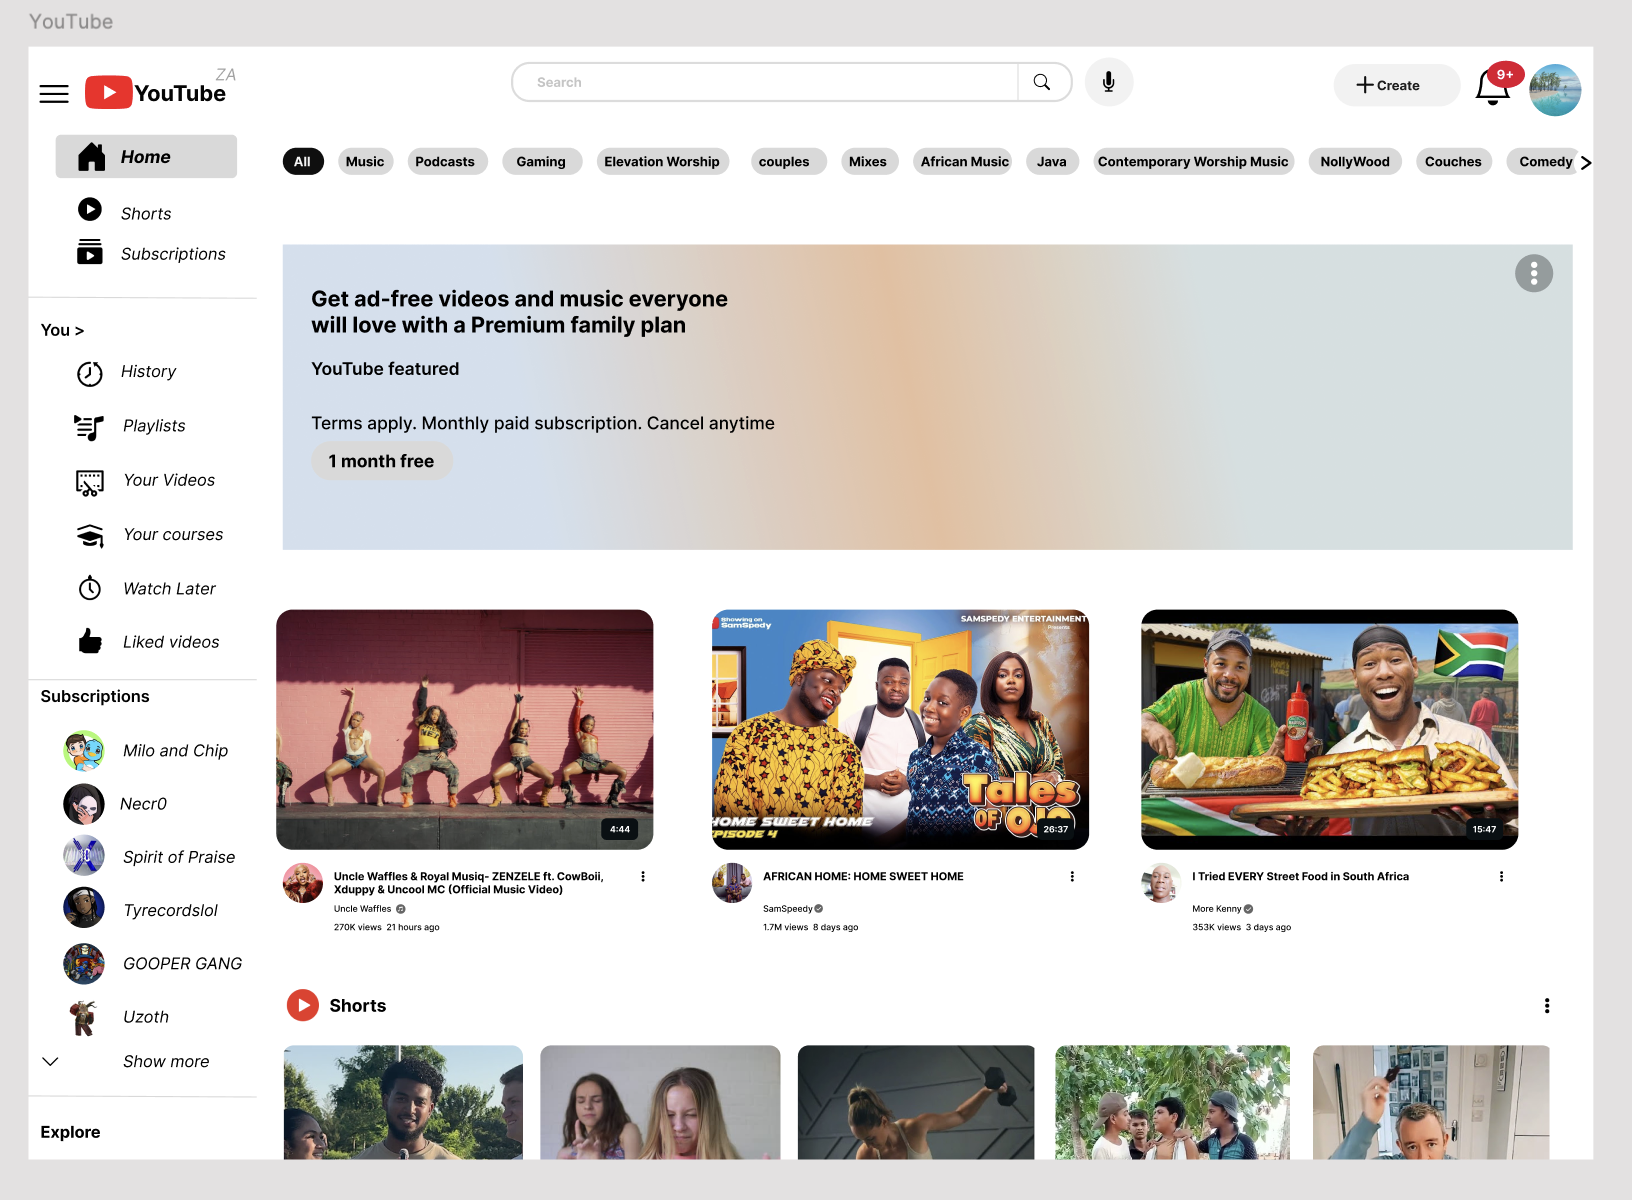 YouTube
YouTube
ZA
Search
Create
9+
Home
Shorts
Subscriptions
You >
History
Playlists
Your Videos
Your courses
Watch Later
Liked videos
Subscriptions
Milo and Chip
Necr0
Spirit of Praise
Tyrecordslol
GOOPER GANG
Uzoth
Show more
Explore
All
Music
Podcasts
Gaming
Elevation Worship
couples
Mixes
African Music
Java
Contemporary Worship Music
NollyWood
Couches
Comedy
Get ad-free videos and music everyone
will love with a Premium family plan
YouTube featured
Terms apply. Monthly paid subscription. Cancel anytime
1 month free
4:44
Uncle Waffles & Royal Musiq- ZENZELE ft. CowBoii,
Xduppy & Uncool MC (Official Music Video)
Uncle Waffles
270K views 21 hours ago
Showing on
SamSpedy
SAMSPEDY ENTERTAINMENT
Presents
Tales
OF OJO
HOME SWEET HOME
EPISODE 4
26:37
AFRICAN HOME: HOME SWEET HOME
SamSpeedy
1.7M views 8 days ago
15:47
I Tried EVERY Street Food in South Africa
More Kenny
353K views 3 days ago
Shorts